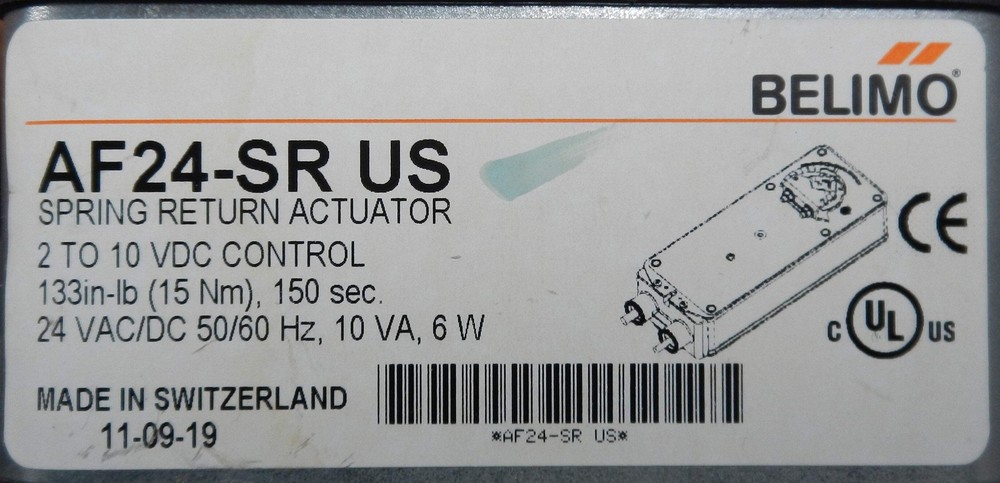 BELIMO®
AF24-SR US
SPRING RETURN ACTUATOR
2 TO 10 VDC CONTROL
133in-lb (15 Nm), 150 sec.
24 VAC/DC 50/60 Hz, 10 VA, 6 W
CE
C UL US
MADE IN SWITZERLAND
11-09-19
*AF24-SR US*